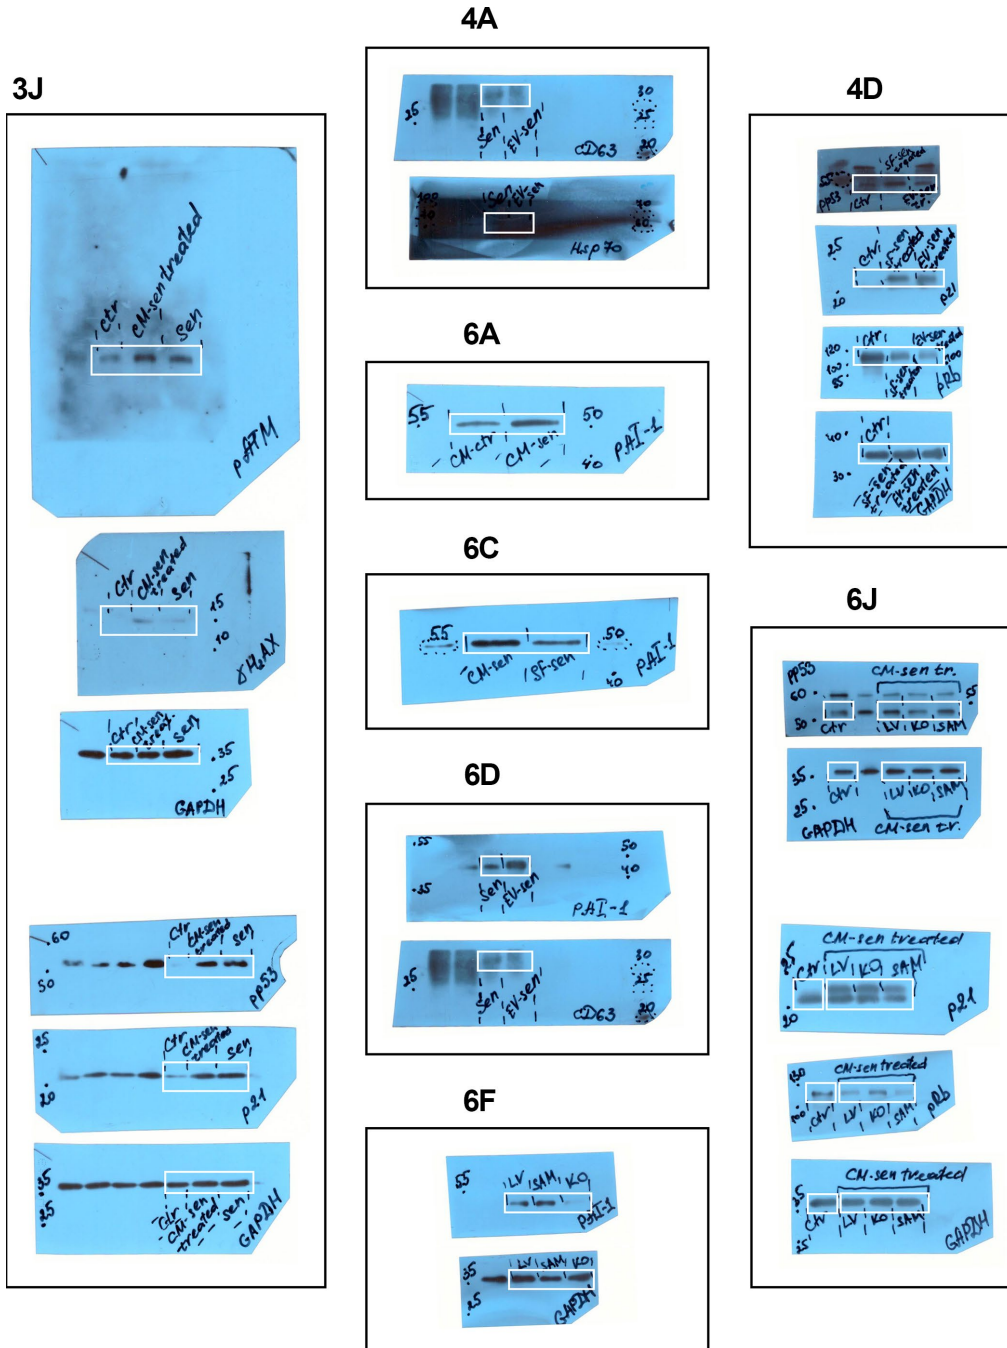 3J
Ctr
CM-sen treated
Sen
pATM
Ctr
CM-sen treated
Sen
15
10
γH2AX
Ctr
CM-sen treat.
Sen
35
25
GAPDH
60
50
Ctr
CM-sen treated
Sen
pp53
25
20
Ctr
CM-sen treated
Sen
p21
35
25
Ctr
CM-sen treated
Sen
GAPDH
4A
25
Sen
EV-sen
CD63
30
25
20
100
70
Sen
EV-sen
70
Hsp70
6A
55
50
40
CM-ctr
CM-sen
PAI-1
6C
55
50
40
CM-sen
SF-sen
PAI-1
6D
55
35
50
40
Sen
EV-sen
PAI-1
25
Sen
EV-sen
CD63
30
25
20
6F
55
LV
SAM
KO
PAI-1
35
25
LV
SAM
KO
GAPDH
4D
55
pp53
Ctr
SF-sen treated
EV-sen tr.
25
20
Ctr
SF-sen treated
EV-sen treated
p21
120
100
85
Ctr
SF-sen treated
EV-sen treated
100
pRb
40
30
Ctr
SF-sen treated
EV-sen treated
GAPDH
6J
pp53
CM-sen tr.
60
55
50
Ctr
LV
KO
SAM
35
25
Ctr
LV
KO
SAM
GAPDH
CM-sen tr.
CM-sen treated
25
20
Ctr
LV
KO
SAM
p21
CM-sen treated
130
100
Ctr
LV
KO
SAM
pRb
CM-sen treated
35
25
Ctr
LV
KO
SAM
GAPDH